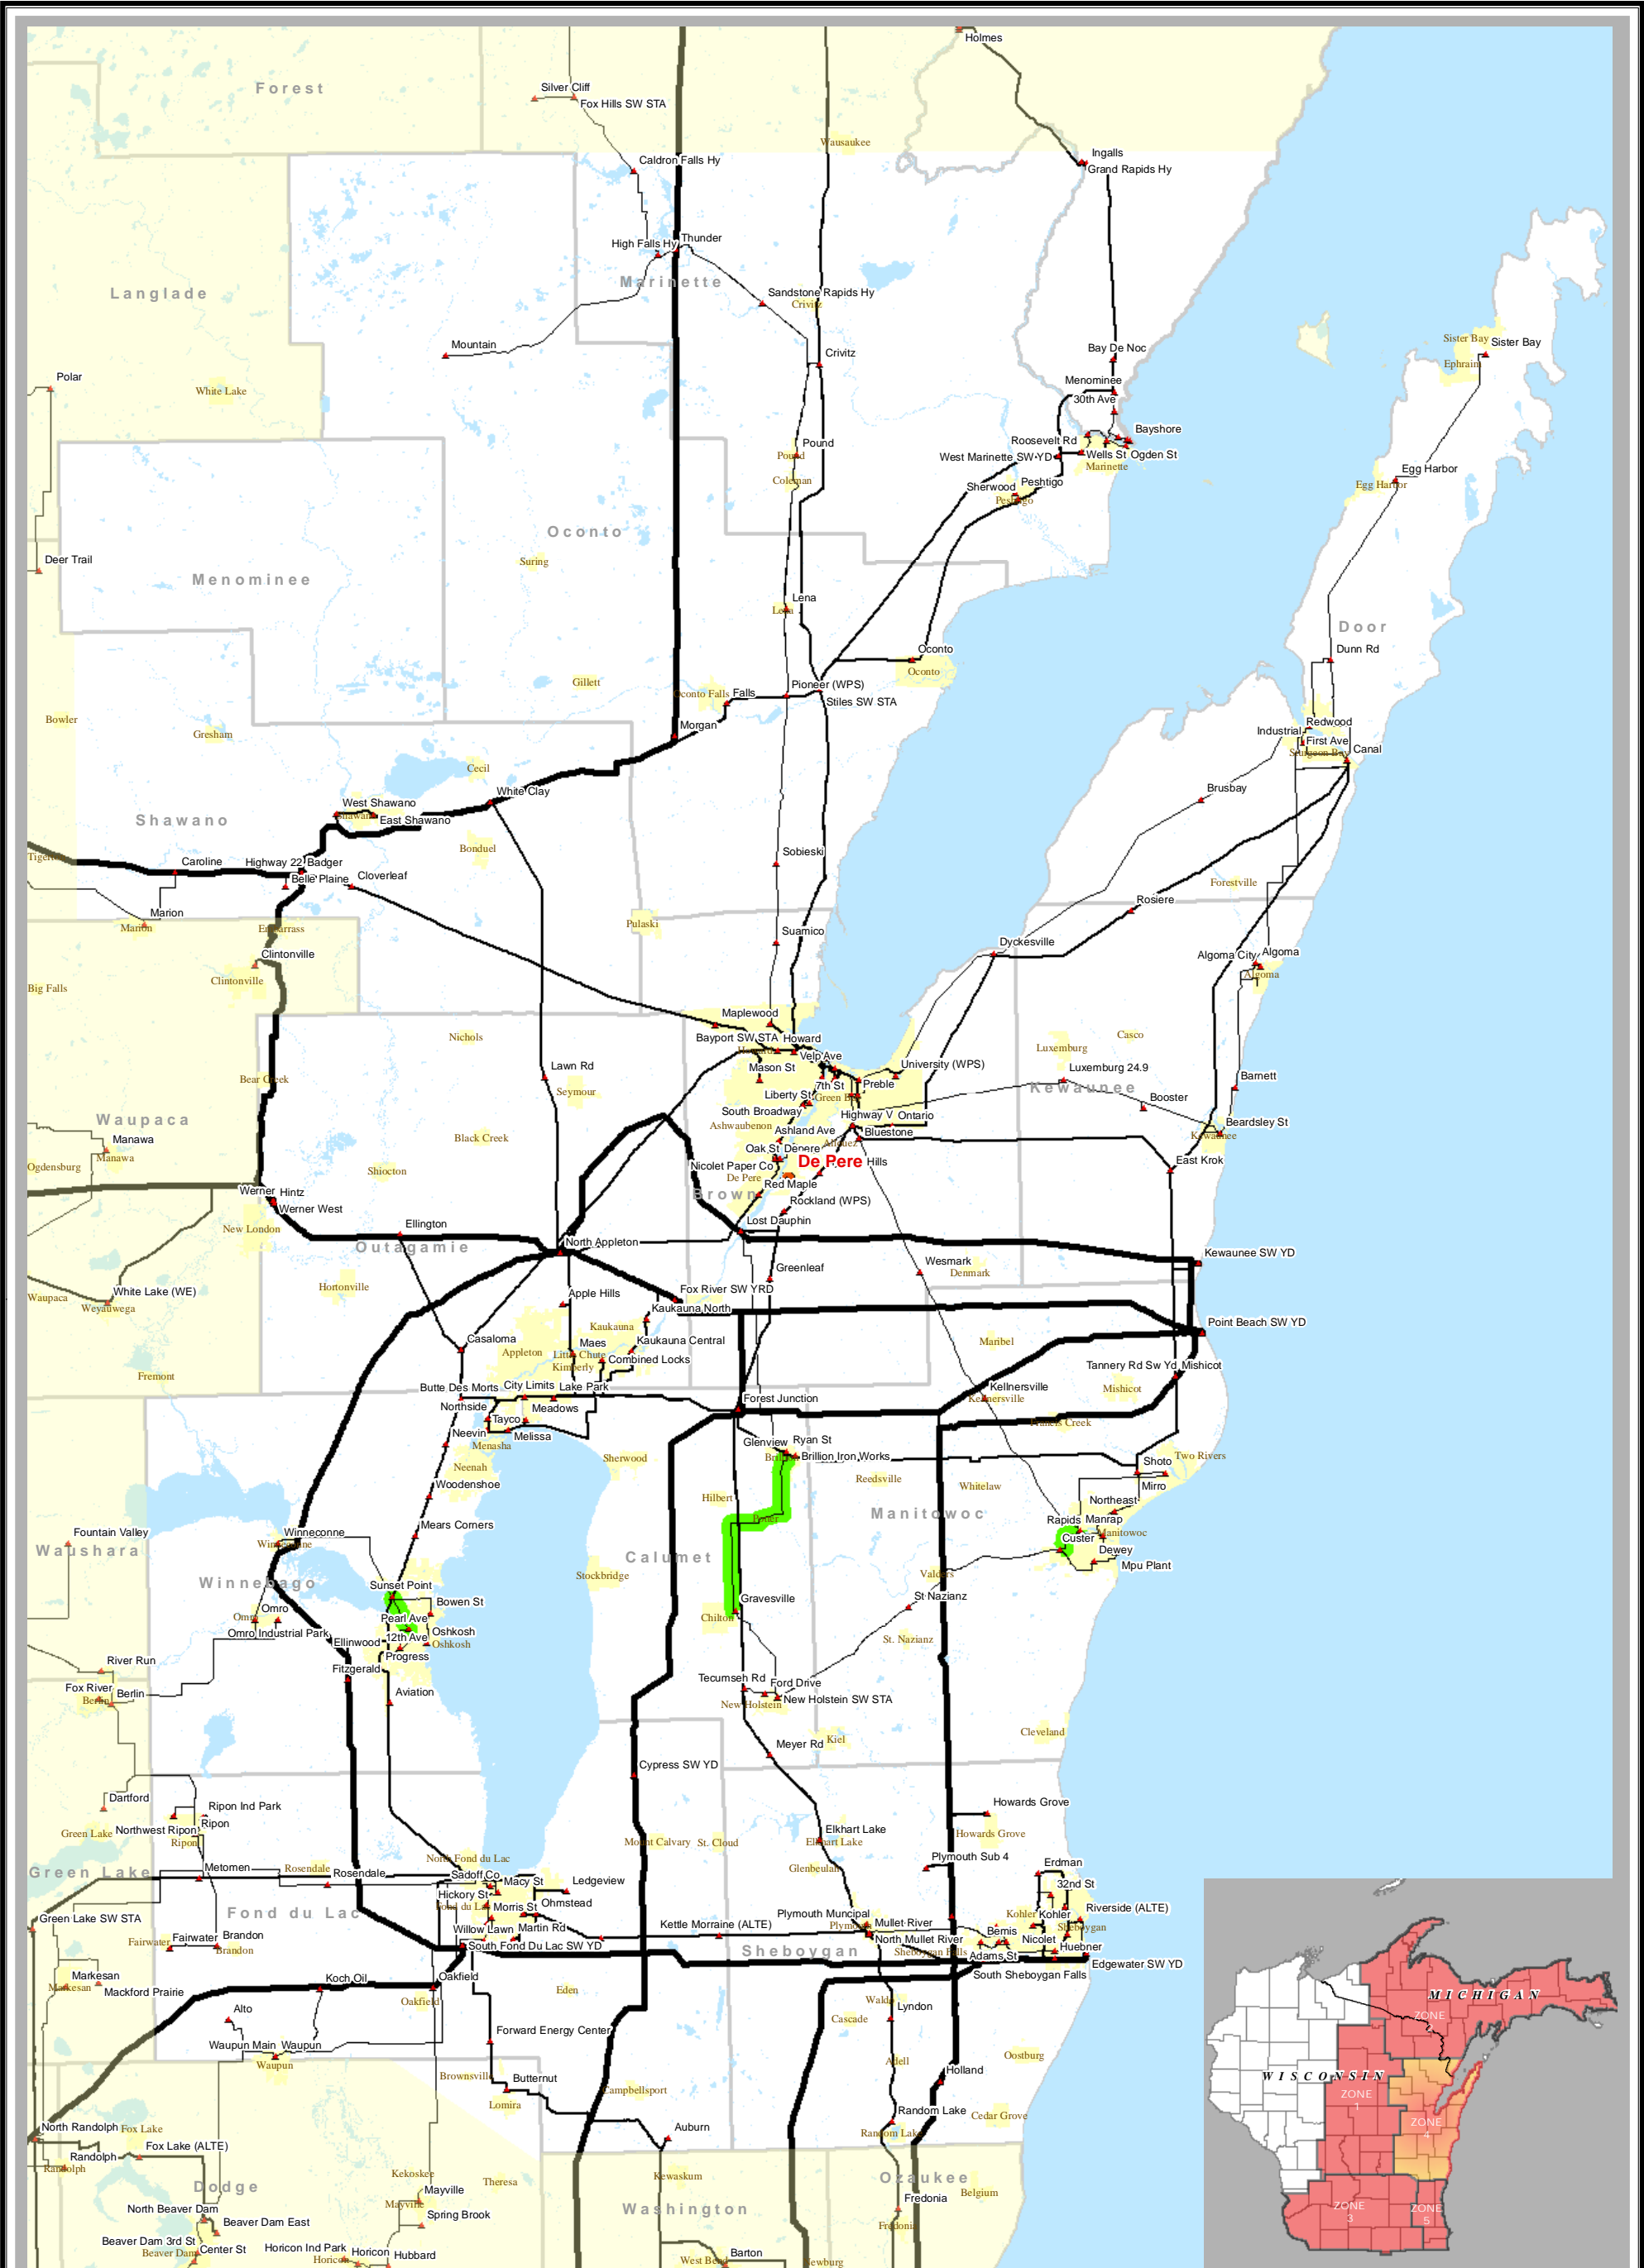 Holmes
Forest
Silver Cliff
Fox Hills SW STA
Wausaukee
Ingalls
Grand Rapids Hy
Caldron Falls Hy
High Falls Hy
Thunder
Marinette
Langlade
Sandstone Rapids Hy
Crivitz
Mountain
Crivitz
Bay De Noc
Sister Bay
Sister Bay
Ephraim
Polar
White Lake
Menominee
30th Ave
Bayshore
Roosevelt Rd
Pound
Pound
West Marinette SW YD
Wells St
Ogden St
Marinette
Coleman
Sherwood
Peshtigo
Peshtigo
Egg Harbor
Egg Harbor
Oconto
Suring
Deer Trail
Menominee
Lena
Lena
Door
Dunn Rd
Oconto
Oconto
Gillett
Oconto Falls
Falls
Pioneer (WPS)
Stiles SW STA
Bowler
Gresham
Morgan
Redwood
Industrial
First Ave
Sturgeon Bay
Canal
Cecil
White Clay
Brusbay
West Shawano
Shawano
East Shawano
Shawano
Bonduel
Sobieski
Caroline
Highway 22
Badger
Belle Plaine
Cloverleaf
Forestville
Marion
Marion
Embarrass
Pulaski
Suamico
Rosiere
Dyckesville
Clintonville
Clintonville
Algoma City
Algoma
Algoma
Big Falls
Maplewood
Nichols
Bayport SW STA
Howard
Howard
Velp Ave
Casco
Luxemburg
Mason St
University (WPS)
Luxemburg 24.9
Kewaunee
Lawn Rd
Seymour
Bear Creek
7th St
Preble
Liberty St
Green Bay
Barnett
Booster
South Broadway
Highway V
Ontario
Waupaca
Ashwaubenon
Bluestone
Beardsley St
Kewaunee
Ashland Ave
Allouez
Manawa
Manawa
Black Creek
Oak St
Depere
De Pere
Hills
East Krok
Ogdensburg
Shiocton
Nicolet Paper Co
De Pere
Red Maple
Brown
Rockland (WPS)
Werner
Hintz
Werner West
New London
Ellington
Outagamie
Lost Dauphin
North Appleton
Kewaunee SW YD
Wesmark
Denmark
Greenleaf
Hortonville
White Lake (WE)
Waupaca
Weyauwega
Apple Hills
Fox River SW YRD
Kaukauna North
Kaukauna
Point Beach SW YD
Casaloma
Appleton
Maes
Little Chute
Kimberly
Kaukauna Central
Combined Locks
Maribel
Tannery Rd Sw Yd
Mishicot
Mishicot
Fremont
Butte Des Morts
City Limits
Lake Park
Kellnersville
Kellnersville
Forest Junction
Northside
Meadows
Tayco
Neevin
Melissa
Menasha
Francis Creek
Glenview
Ryan St
Brillion
Brillion Iron Works
Sherwood
Neenah
Two Rivers
Shoto
Mirro
Reedsville
Whitelaw
Woodenshoe
Hilbert
Northeast
Manitowoc
Potter
Rapids
Manrap
Manitowoc
Custer
Dewey
Mpu Plant
Mears Corners
Fountain Valley
Waushara
Winneconne
Winneconne
Calumet
Stockbridge
Valders
Winnebago
Sunset Point
Bowen St
Pearl Ave
Gravesville
Chilton
St Nazianz
St. Nazianz
Omro
Omro
Omro Industrial Park
12th Ave
Oshkosh
Oshkosh
Ellinwood
Progress
River Run
Fitzgerald
Fox River
Berlin
Berlin
Aviation
Tecumseh Rd
Ford Drive
New Holstein
New Holstein SW STA
Cleveland
Kiel
Meyer Rd
Cypress SW YD
Dartford
Ripon Ind Park
Green Lake
Northwest Ripon
Ripon
Ripon
Howards Grove
Howards Grove
Elkhart Lake
Elkhart Lake
Mount Calvary
St. Cloud
Glenbeulah
Plymouth Sub 4
Green Lake
Metomen
Rosendale
Rosendale
North Fond du Lac
Sadoff Co
Macy St
Ledgeview
Erdman
32nd St
Hickory St
Fond du Lac
Morris St
Ohmstead
Fond du Lac
Green Lake SW STA
Plymouth Muncipal
Plymouth
Mullet River
Kohler
Kohler
Riverside (ALTE)
Sheboygan
Willow Lawn
Martin Rd
Kettle Morraine (ALTE)
North Mullet River
Bemis
Nicolet
Huebner
Fairwater
Fairwater
Brandon
Brandon
South Fond Du Lac SW YD
Sheboygan
Sheboygan Falls
Adams St
Edgewater SW YD
South Sheboygan Falls
Markesan
Markesan
Mackford Prairie
Koch Oil
Oakfield
Oakfield
Eden
Alto
Waldo
Lyndon
Cascade
Forward Energy Center
Waupun Main
Waupun
Waupun
Adell
Oostburg
Brownsville
Butternut
Lomira
Campbellsport
Holland
North Randolph
Fox Lake
Auburn
Random Lake
Random Lake
Cedar Grove
Randolph
Randolph
Fox Lake (ALTE)
Kekoskee
Theresa
Kewaskum
Ozaukee
Belgium
Dodge
Mayville
Mayville
Washington
Fredonia
Fredonia
North Beaver Dam
Beaver Dam East
Spring Brook
Beaver Dam 3rd St
Center St
Beaver Dam
Horicon Ind Park
Horicon
Horicon
Hubbard
West Bend
Barton
Newburg
MICHIGAN
ZONE
WISCONSIN
ZONE
1
ZONE
4
ZONE
3
ZONE
5